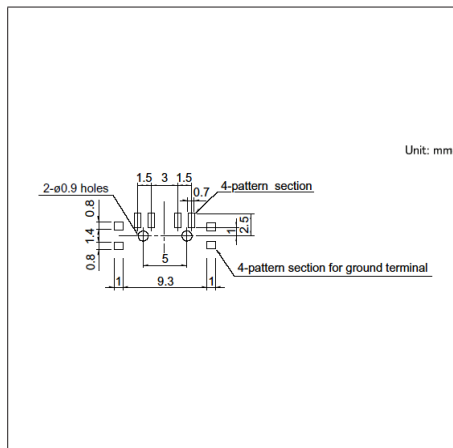 Unit: mm
1.5 3 1.5
0.7
2-ø0.9 holes
4-pattern section
0.8
1.4
0.8
1
2.5
5
4-pattern section for ground terminal
1 9.3 1